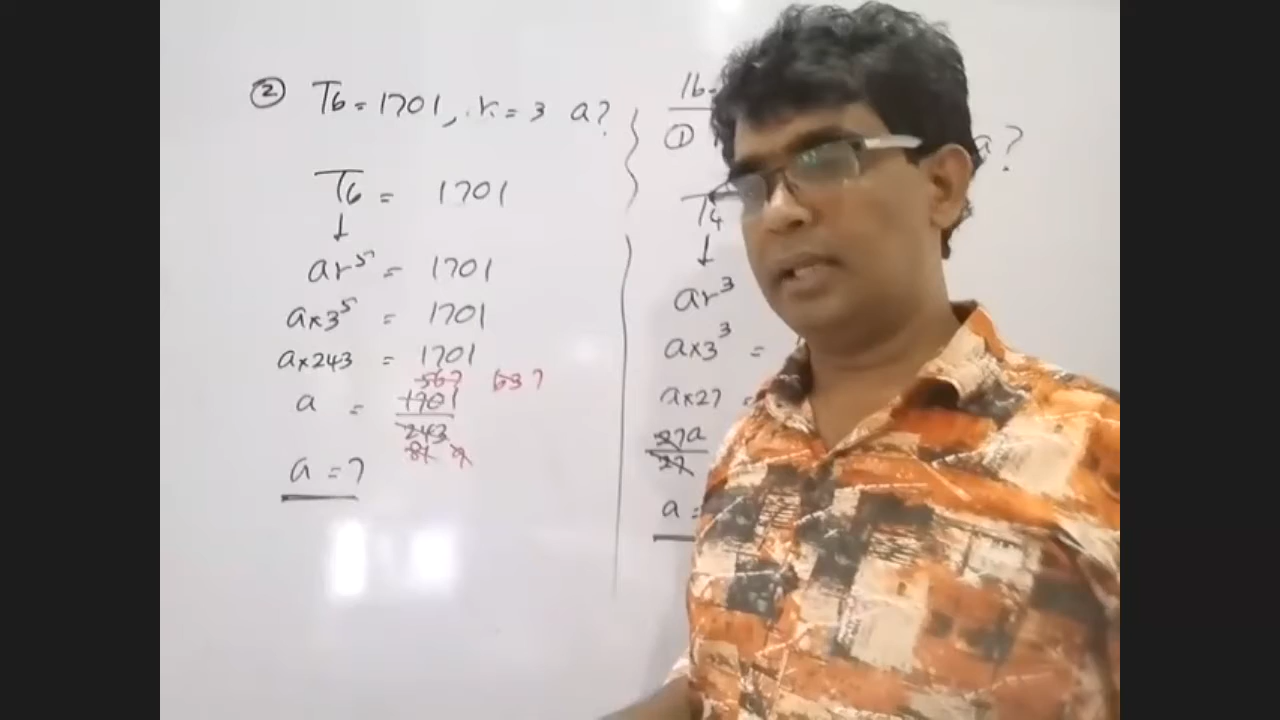 ② T6 = 1701, r = 3 a?
T6 = 1701
↓
ar⁵ = 1701
a×3⁵ = 1701
a×243 = 1701
567 63 7
a = 1701
243
81 9
a = 7
16
① a?
T4
↓
ar³
a×3³ =
a×27 =
27a
27
a =